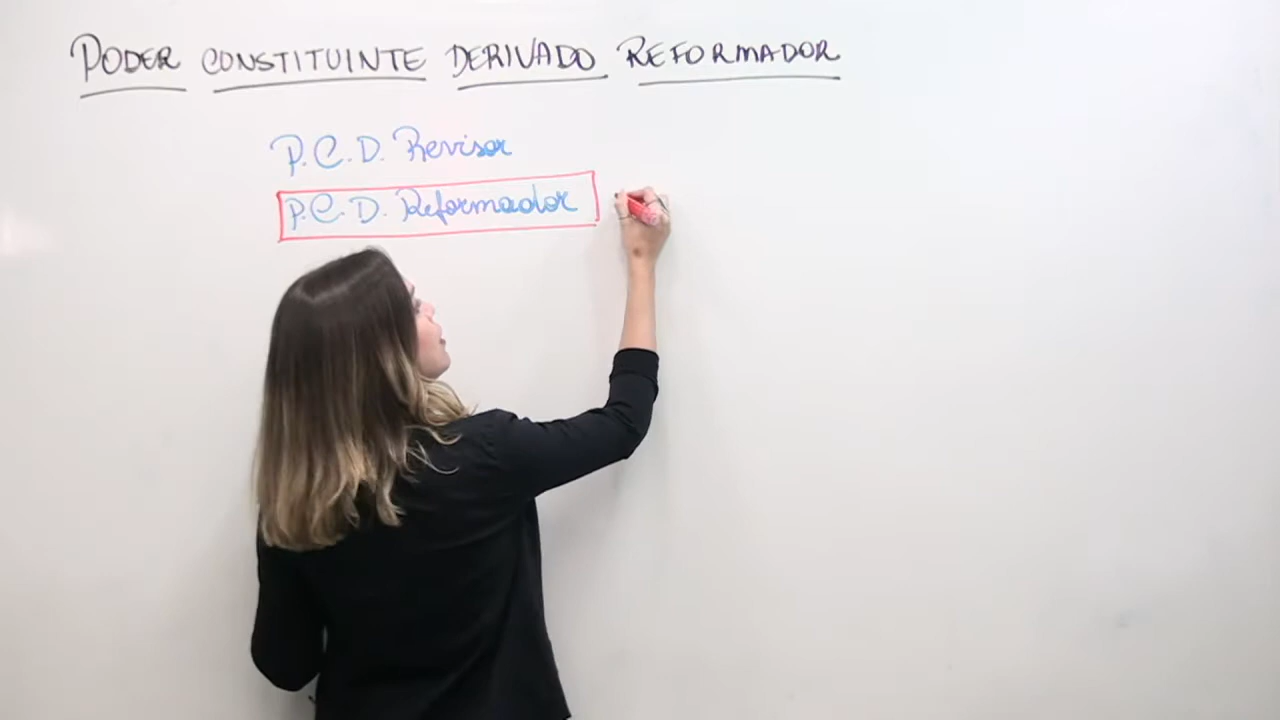 PODER CONSTITUINTE DERIVADO REFORMADOR
P.C.D. Revisor
P.C.D. Reformador